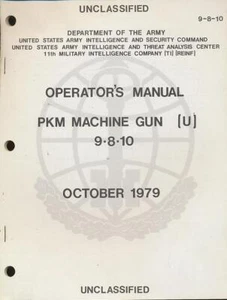 UNCLASSIFIED
9-8-10
DEPARTMENT OF THE ARMY
UNITED STATES ARMY INTELLIGENCE AND SECURITY COMMAND
UNITED STATES ARMY INTELLIGENCE AND THREAT ANALYSIS CENTER
11th MILITARY INTELLIGENCE COMPANY [TI] [REINF]
OPERATOR'S MANUAL
PKM MACHINE GUN [U]
9-8-10
OCTOBER 1979
UNCLASSIFIED